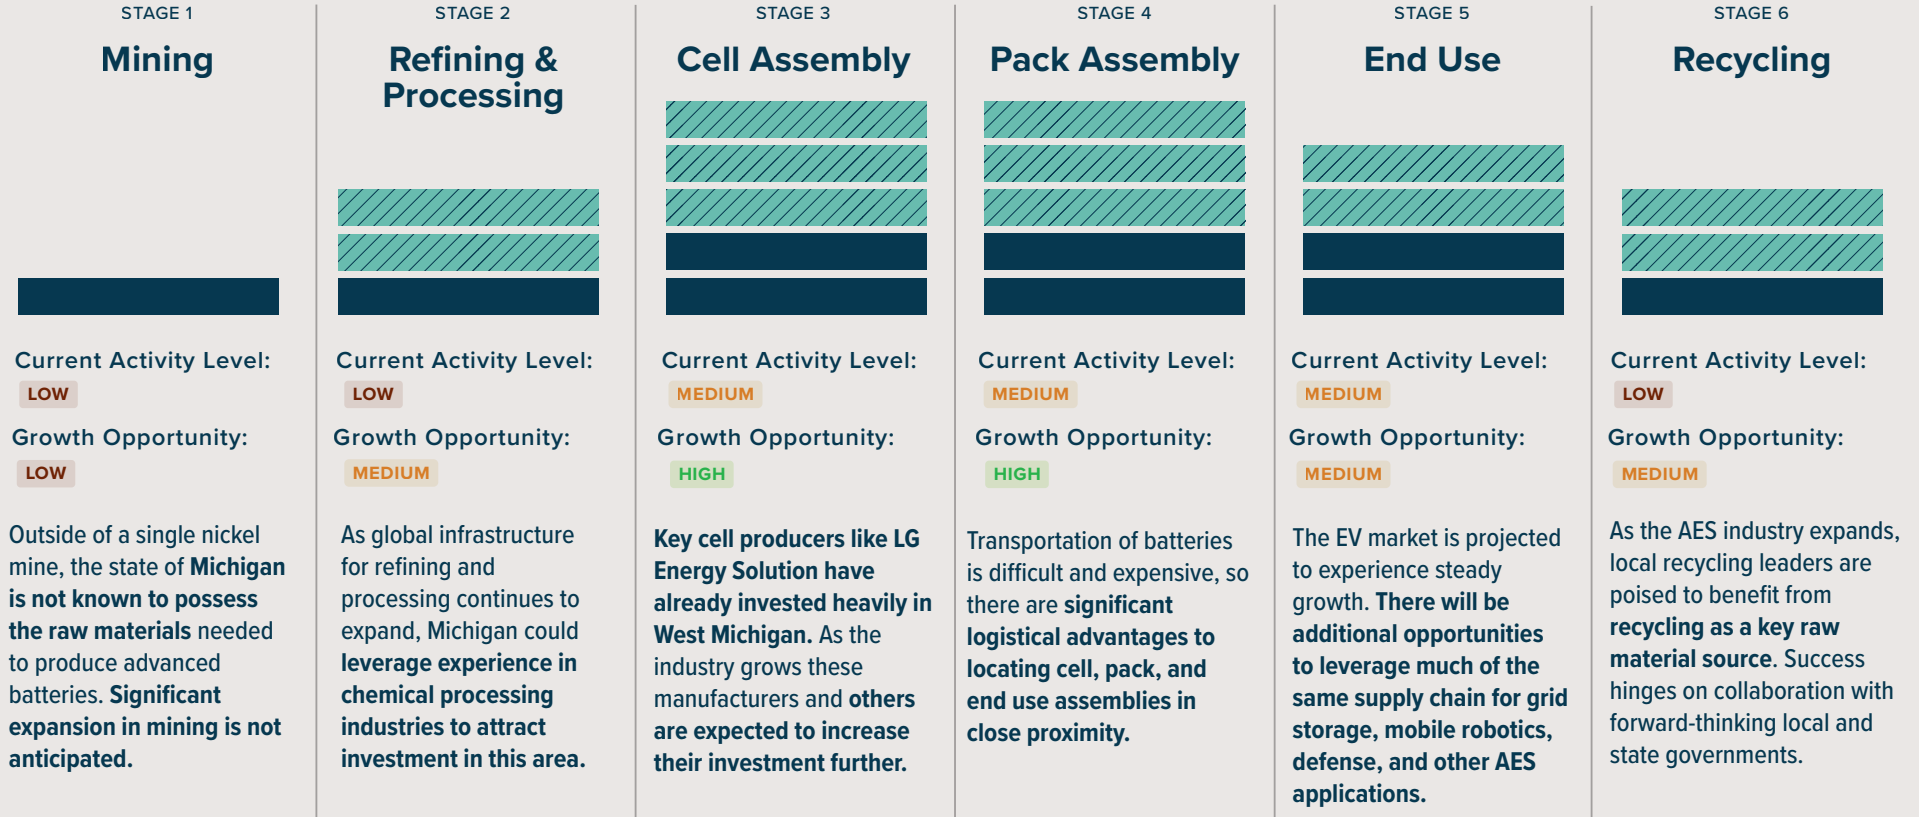 STAGE 1
Mining
Current Activity Level:
LOW
Growth Opportunity:
LOW
Outside of a single nickel
mine, the state of Michigan
is not known to possess
the raw materials needed
to produce advanced
batteries. Significant
expansion in mining is not
anticipated.
STAGE 2
Refining &
Processing
Current Activity Level:
LOW
Growth Opportunity:
MEDIUM
As global infrastructure
for refining and
processing continues to
expand, Michigan could
leverage experience in
chemical processing
industries to attract
investment in this area.
STAGE 3
Cell Assembly
Current Activity Level:
MEDIUM
Growth Opportunity:
HIGH
Key cell producers like LG
Energy Solution have
already invested heavily in
West Michigan. As the
industry grows these
manufacturers and others
are expected to increase
their investment further.
STAGE 4
Pack Assembly
Current Activity Level:
MEDIUM
Growth Opportunity:
HIGH
Transportation of batteries
is difficult and expensive, so
there are significant
logistical advantages to
locating cell, pack, and
end use assemblies in
close proximity.
STAGE 5
End Use
Current Activity Level:
MEDIUM
Growth Opportunity:
MEDIUM
The EV market is projected
to experience steady
growth. There will be
additional opportunities
to leverage much of the
same supply chain for grid
storage, mobile robotics,
defense, and other AES
applications.
STAGE 6
Recycling
Current Activity Level:
LOW
Growth Opportunity:
MEDIUM
As the AES industry expands,
local recycling leaders are
poised to benefit from
recycling as a key raw
material source. Success
hinges on collaboration with
forward-thinking local and
state governments.